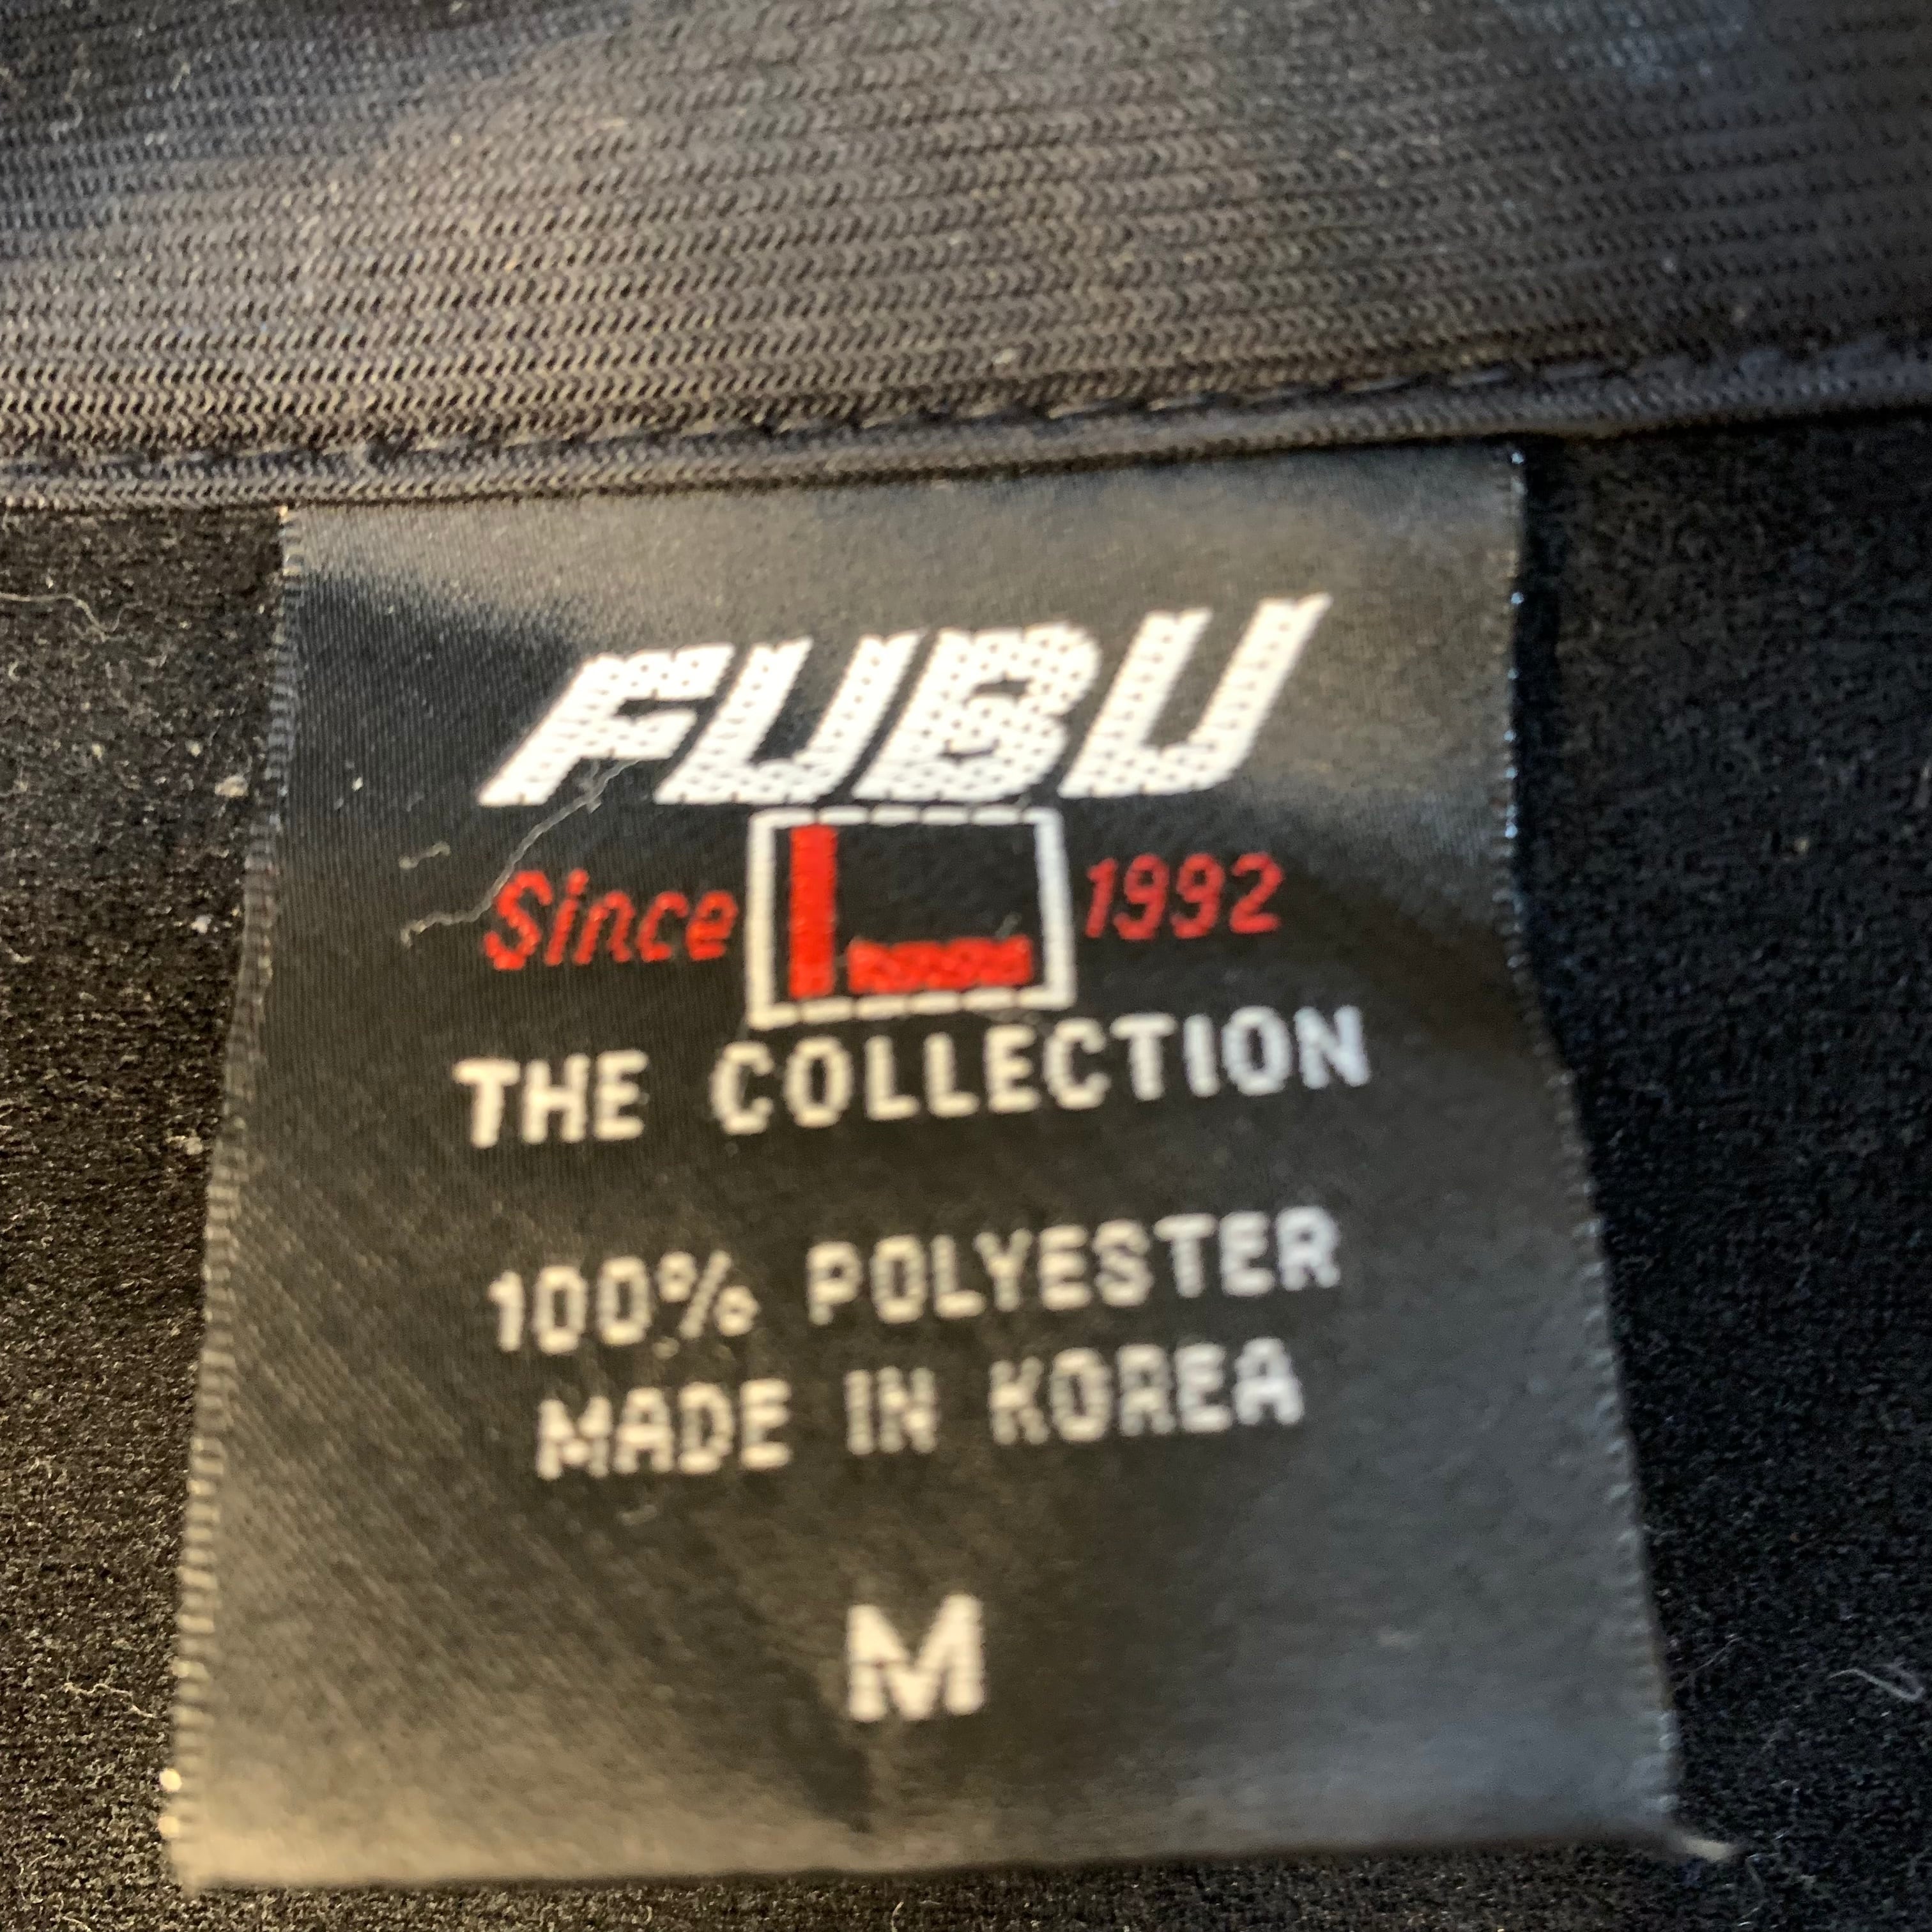 FUBU
Since 1992
THE COLLECTION
100% POLYESTER
MADE IN KOREA
M